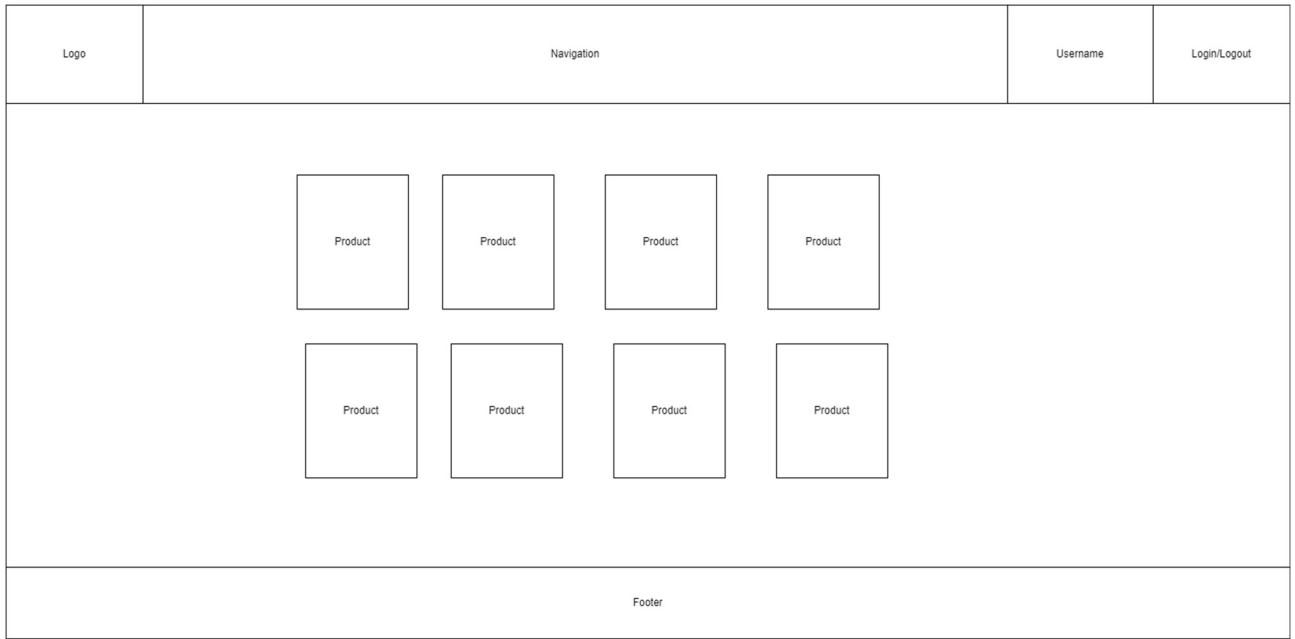 Logo
Navigation
Username
Login/Logout
Product
Product
Product
Product
Product
Product
Product
Product
Footer